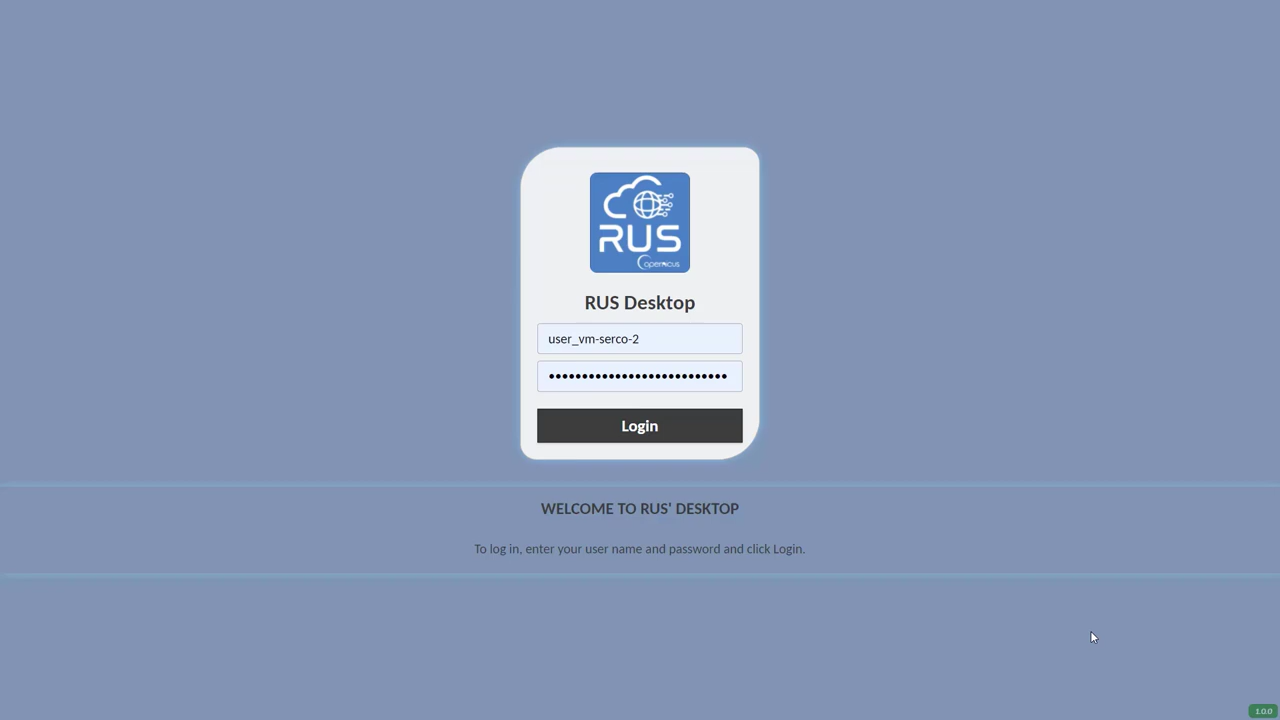 RUS
opernicus
RUS Desktop
user_vm-serco-2
Login
WELCOME TO RUS' DESKTOP
To log in, enter your user name and password and click Login.
1.0.0